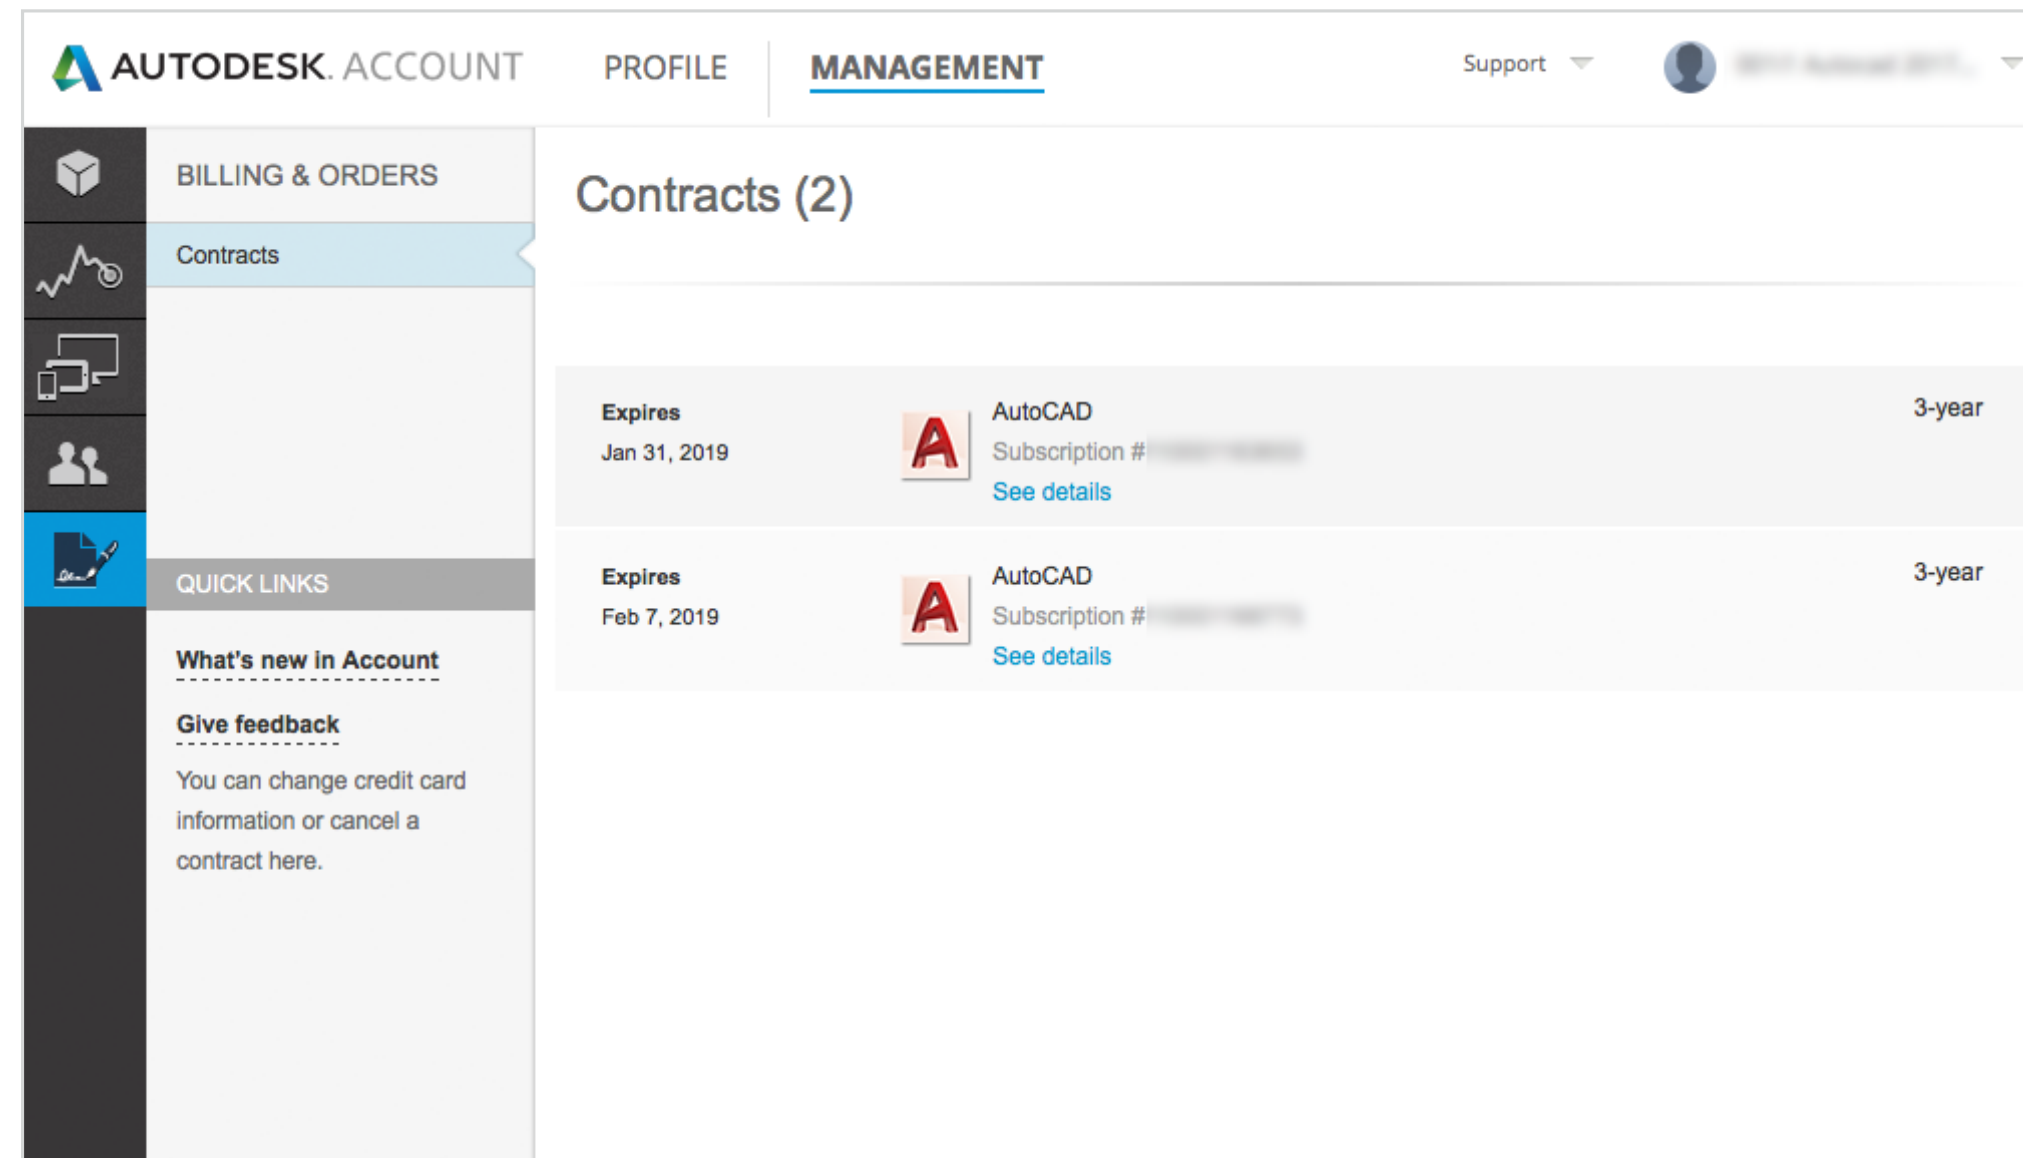 AUTODESK. ACCOUNT
PROFILE
MANAGEMENT
Support
BILLING & ORDERS
Contracts
QUICK LINKS
What's new in Account
Give feedback
You can change credit card
information or cancel a
contract here.
Contracts (2)
Expires
Jan 31, 2019
AutoCAD
Subscription #
See details
3-year
Expires
Feb 7, 2019
AutoCAD
Subscription #
See details
3-year